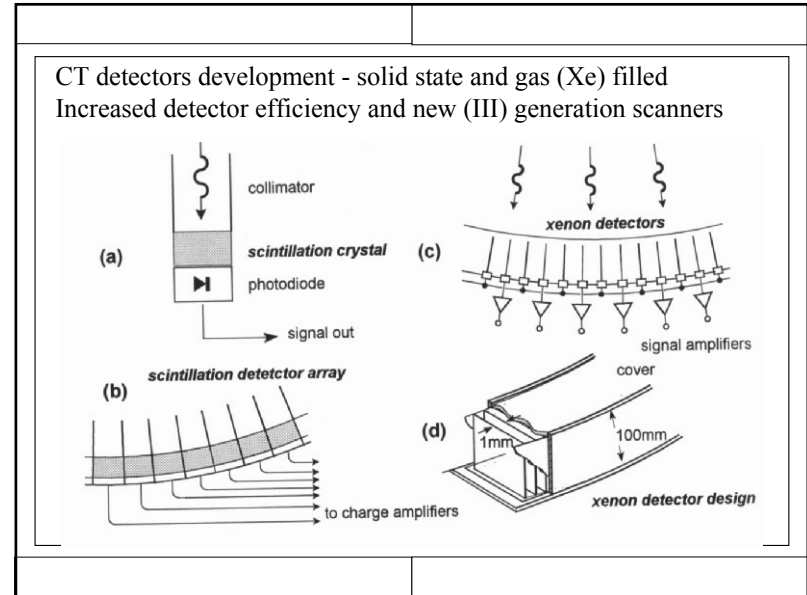 CT detectors development - solid state and gas (Xe) filled
Increased detector efficiency and new (III) generation scanners
collimator
(a)
scintillation crystal
photodiode
signal out
(b)
scintillation detetctor array
to charge amplifiers
(c)
xenon detectors
signal amplifiers
cover
(d)
1mm
100mm
xenon detector design